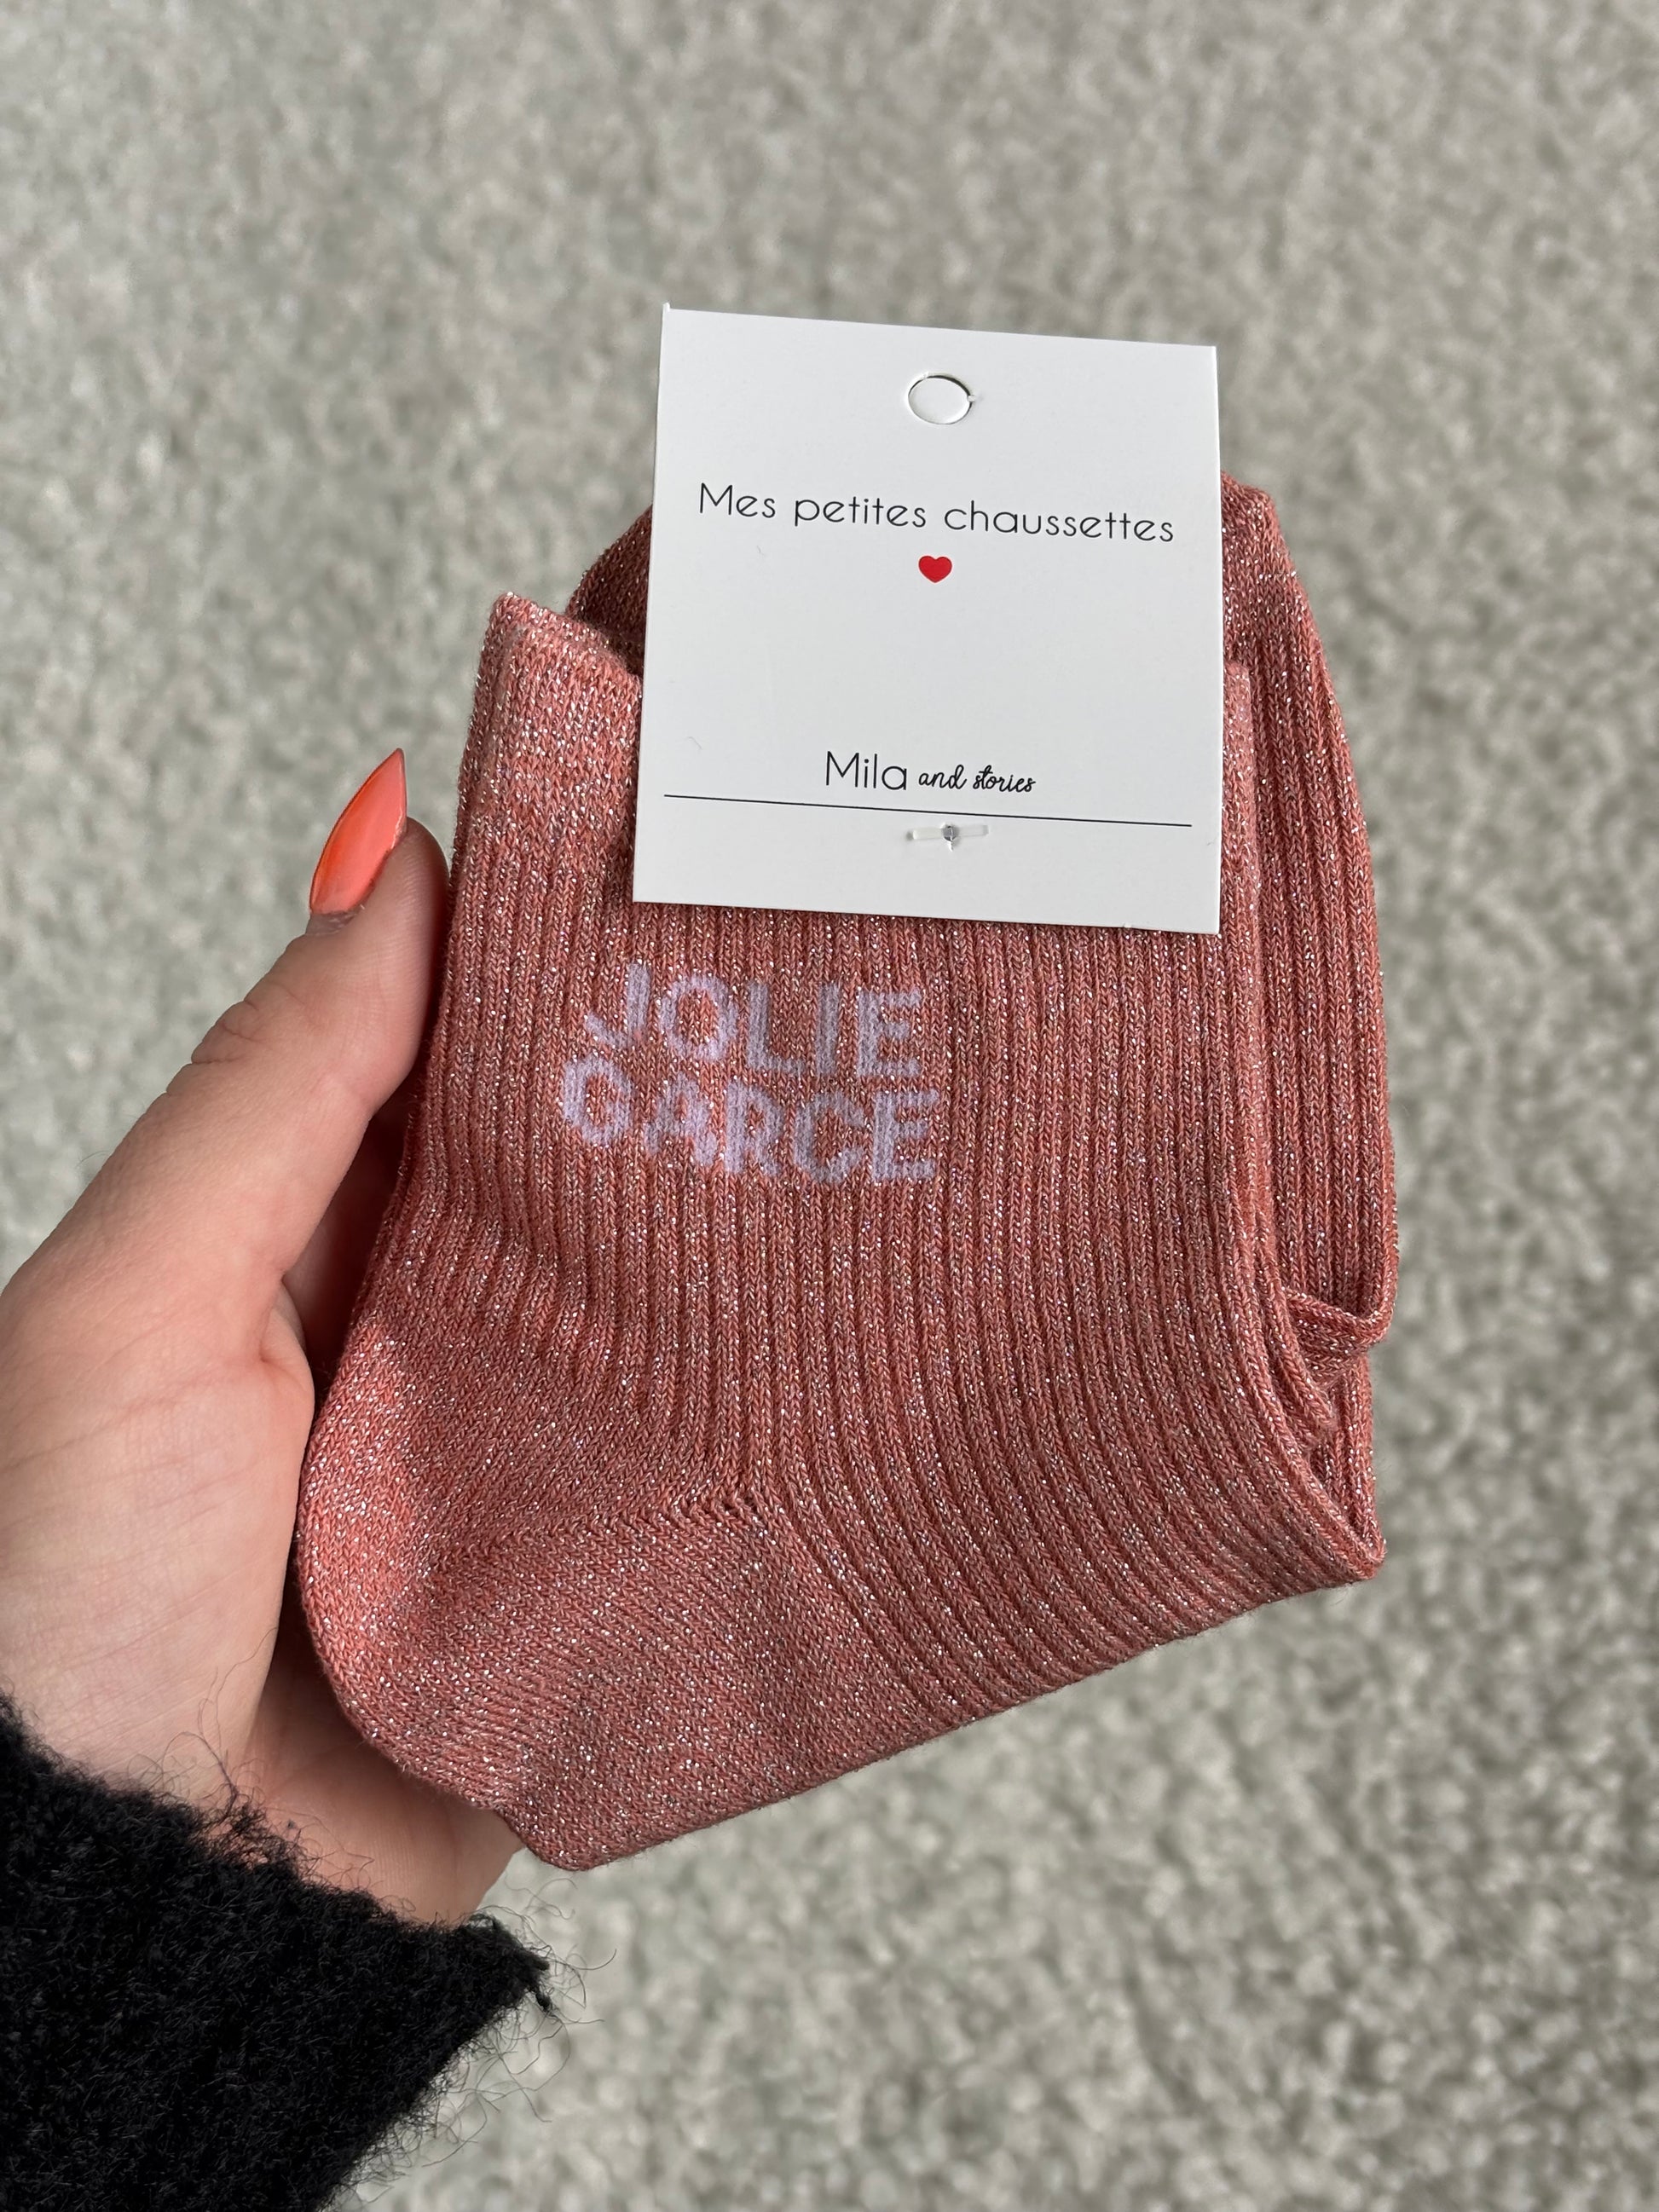 Mes petites chaussettes
Mila and stories
JOLIE
GARCE